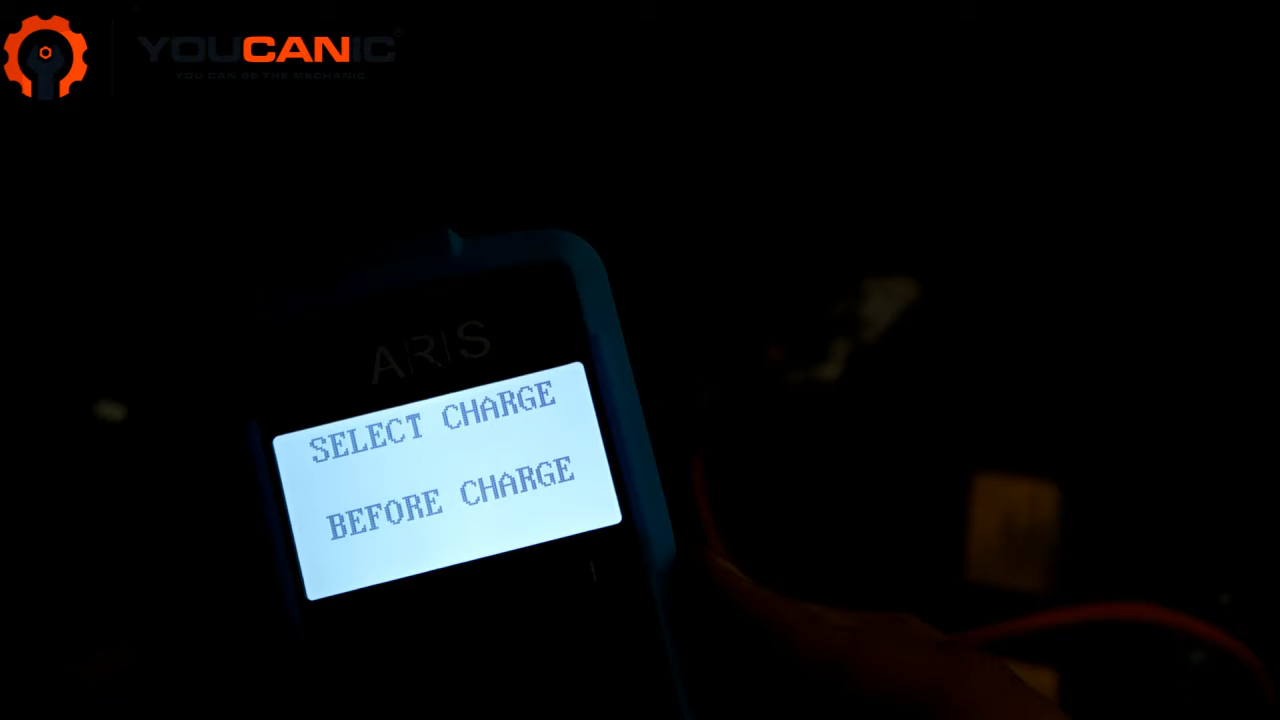 YOUCANIC
YOU CAN BE THE MECHANIC
ARIS
SELECT CHARGE
BEFORE CHARGE